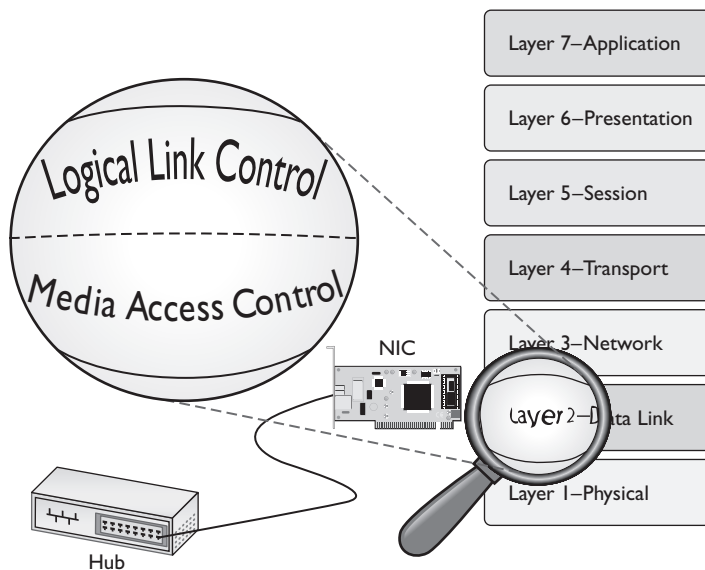 Layer 7–Application
Layer 6–Presentation
Layer 5–Session
Layer 4–Transport
Layer 3–Network
Layer 2–Data Link
Layer 1–Physical
Logical Link Control
Media Access Control
NIC
Hub